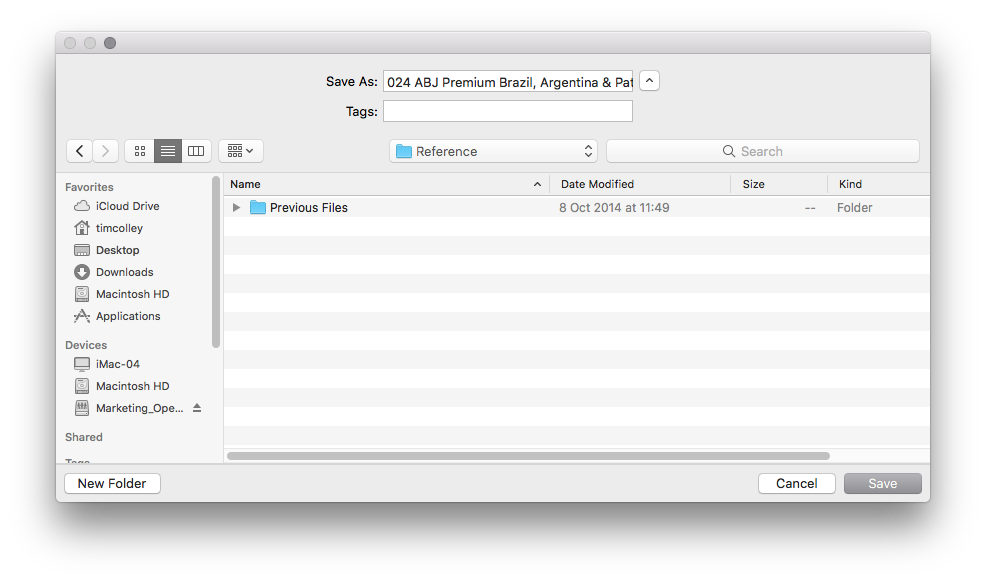 Save As: 024 ABJ Premium Brazil, Argentina & Pat
Tags:
Reference
Search
Favorites
iCloud Drive
timcolley
Desktop
Downloads
Macintosh HD
Applications
Devices
iMac-04
Macintosh HD
Marketing_Ope...
Shared
Tags
Name Date Modified Size Kind
Previous Files 8 Oct 2014 at 11:49 -- Folder
New Folder Cancel Save